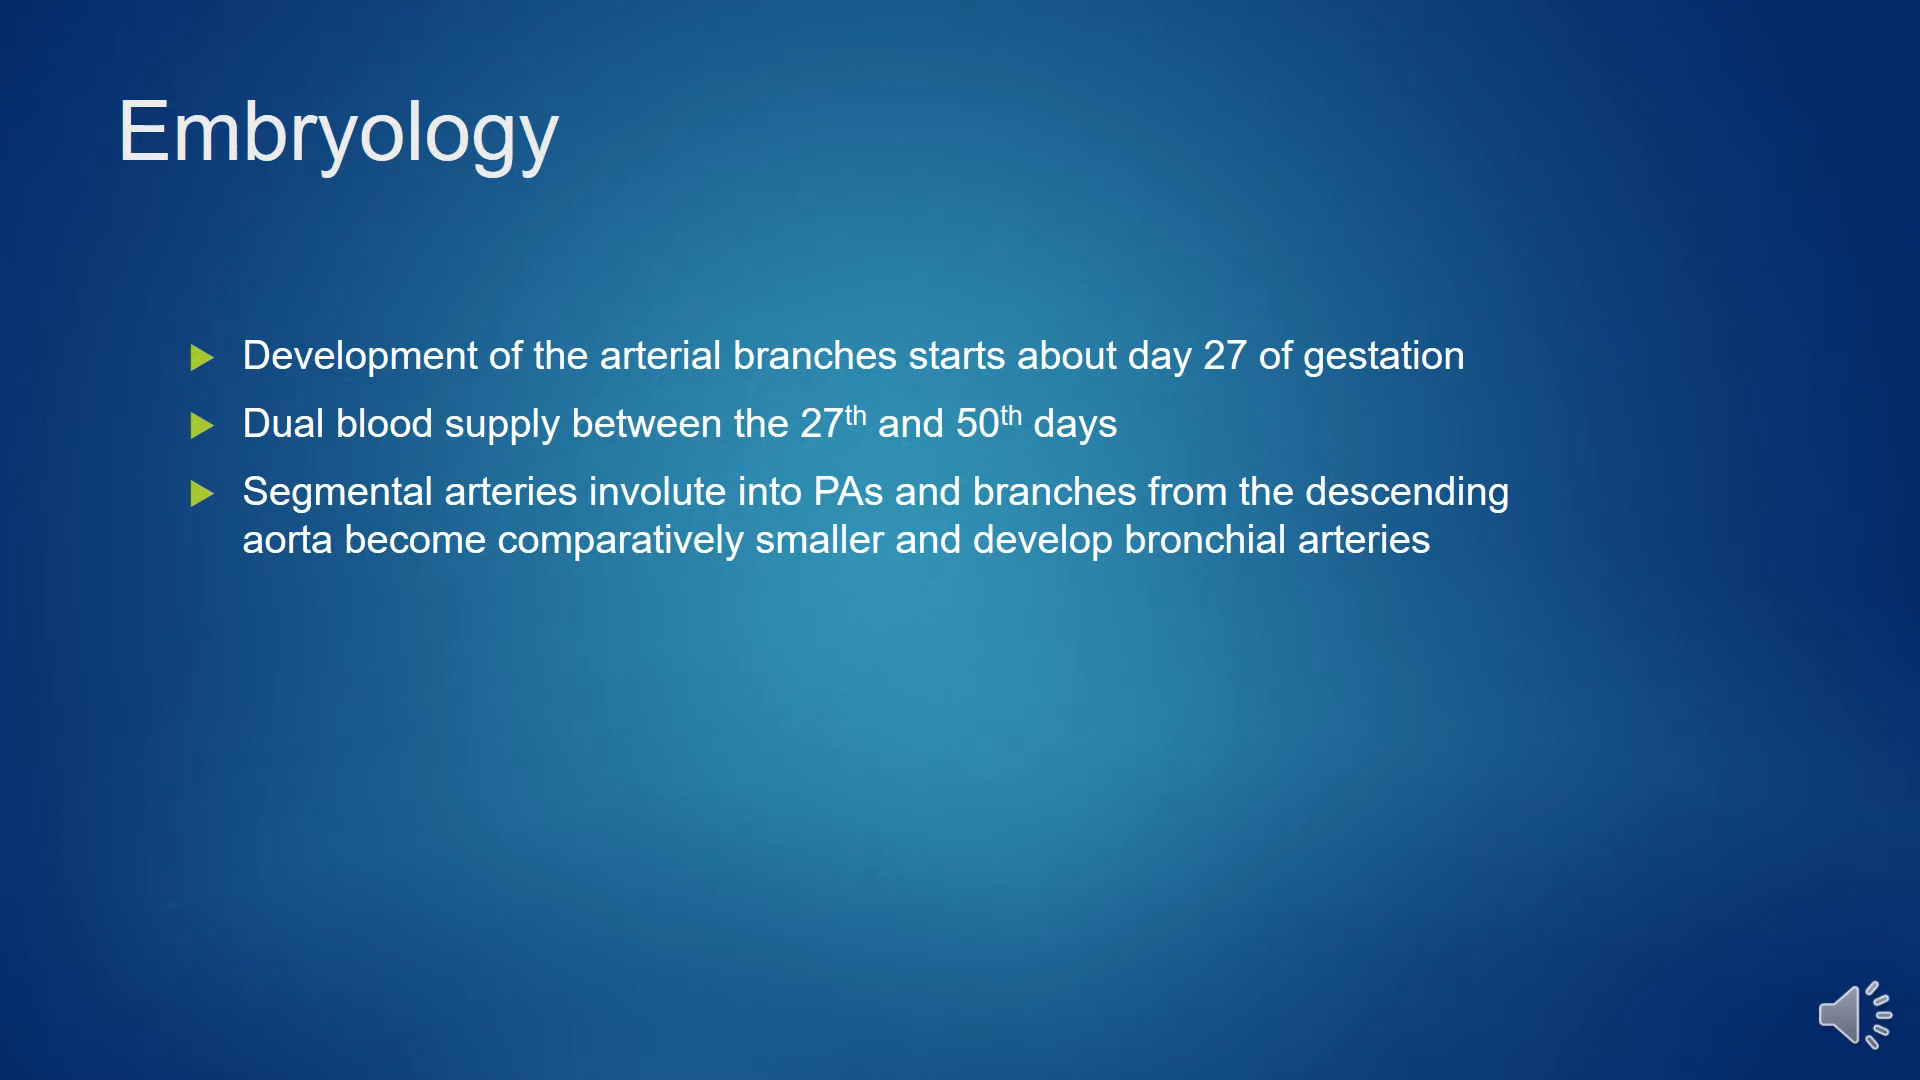 Embryology
Development of the arterial branches starts about day 27 of gestation
Dual blood supply between the 27th and 50th days
Segmental arteries involute into PAs and branches from the descending
aorta become comparatively smaller and develop bronchial arteries